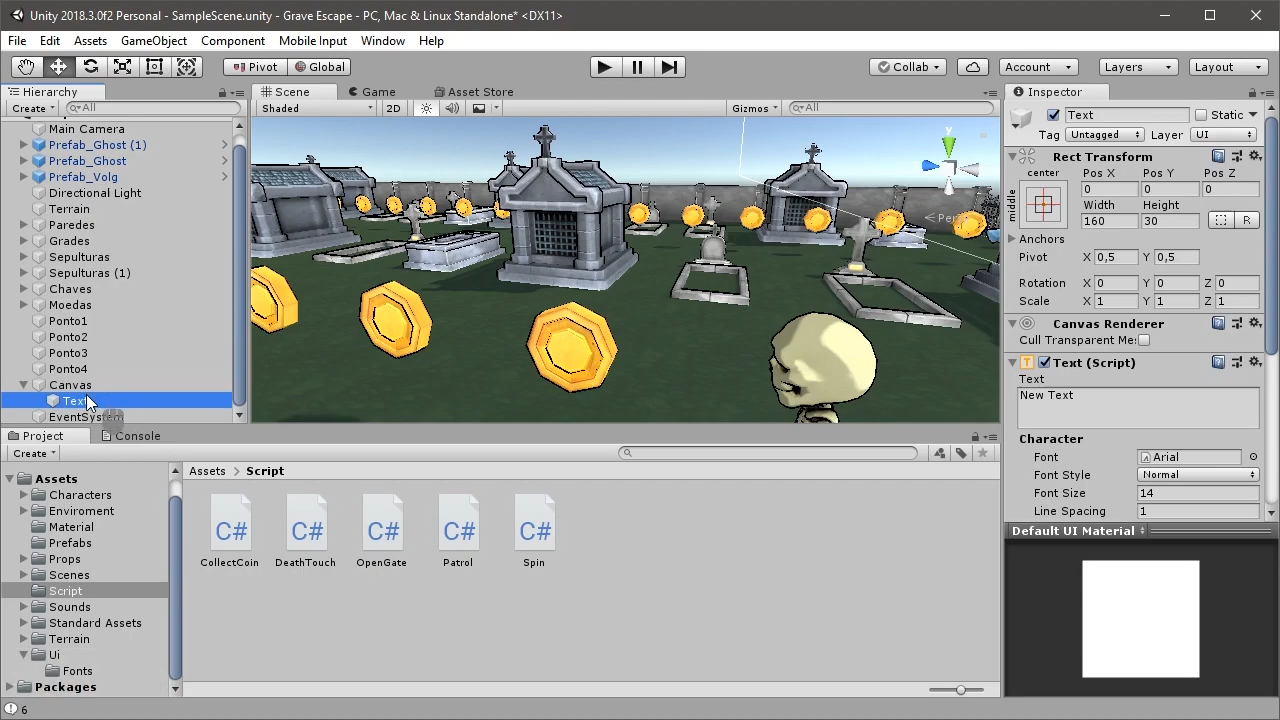 Unity 2018.3.0f2 Personal - SampleScene.unity - Grave Escape - PC, Mac & Linux Standalone* <DX11>
File Edit Assets GameObject Component Mobile Input Window Help
Pivot Global Collab Account Layers Layout
Hierarchy
Create All
Main Camera
Prefab_Ghost (1)
Prefab_Ghost
Prefab_Volg
Directional Light
Terrain
Paredes
Grades
Sepulturas
Sepulturas (1)
Chaves
Moedas
Ponto1
Ponto2
Ponto3
Ponto4
Canvas
Text
EventSystem
Scene Game Asset Store
Shaded 2D Gizmos All
y
Inspector
Text Static
Tag Untagged Layer UI
Rect Transform
center Pos X Pos Y Pos Z
middle 0 0 0
Width Height
160 30 R
Anchors
Pivot X 0,5 Y 0,5
Rotation X 0 Y 0 Z 0
Scale X 1 Y 1 Z 1
Canvas Renderer
Cull Transparent Me
Text (Script)
Text
New Text
Character
Font Arial
Font Style Normal
Font Size 14
Line Spacing 1
Default UI Material
Project Console
Create
Assets
Characters
Enviroment
Material
Prefabs
Props
Scenes
Script
Sounds
Standard Assets
Terrain
Ui
Fonts
Packages
Assets > Script
C# C# C# C# C#
CollectCoin DeathTouch OpenGate Patrol Spin
6